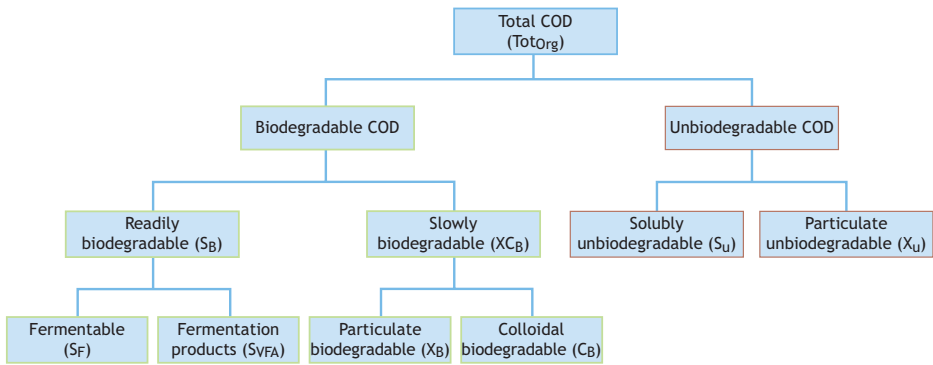 Total COD
(TotOrg)
Biodegradable COD
Unbiodegradable COD
Readily
biodegradable (SB)
Slowly
biodegradable (XCB)
Solubly
unbiodegradable (Su)
Particulate
unbiodegradable (Xu)
Fermentable
(SF)
Fermentation
products (SVFA)
Particulate
biodegradable (XB)
Colloidal
biodegradable (CB)